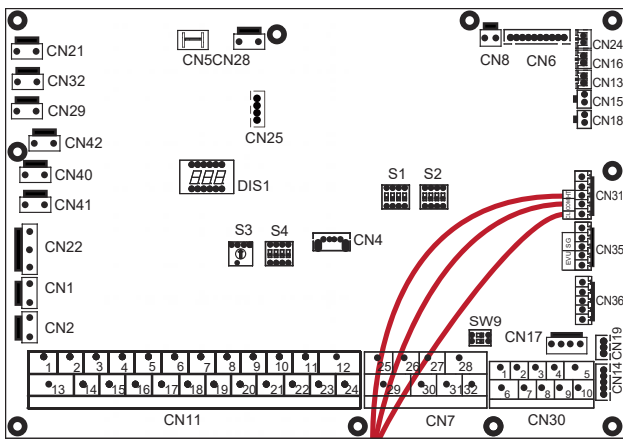 CN21
CN5
CN28
CN8
CN6
CN24
CN16
CN13
CN15
CN18
CN32
CN29
CN25
CN42
CN40
CN41
DIS1
S1
S2
CN31
CN22
S3
S4
CN4
EVU SG
CN35
CN1
CN36
CN2
SW9
CN17
CN19
CN14
1 2 3 4 5 6 7 8 9 10 11 12
13 14 15 16 17 18 19 20 21 22 23 24
25 26 27 28
29 30 31 32
1 2 3 4 5
6 7 8 9 10
CN11
CN7
CN30